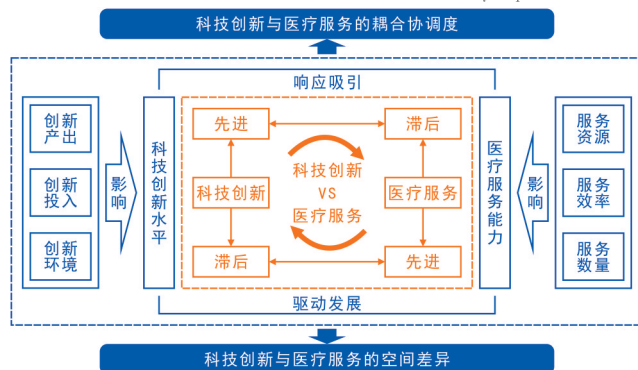 科技创新与医疗服务的耦合协调度
响应吸引
创新
产出
创新
投入
创新
环境
影响
科技创新水平
先进
滞后
科技创新
科技创新
VS
医疗服务
医疗服务
滞后
先进
医疗服务能力
影响
服务
资源
服务
效率
服务
数量
驱动发展
科技创新与医疗服务的空间差异